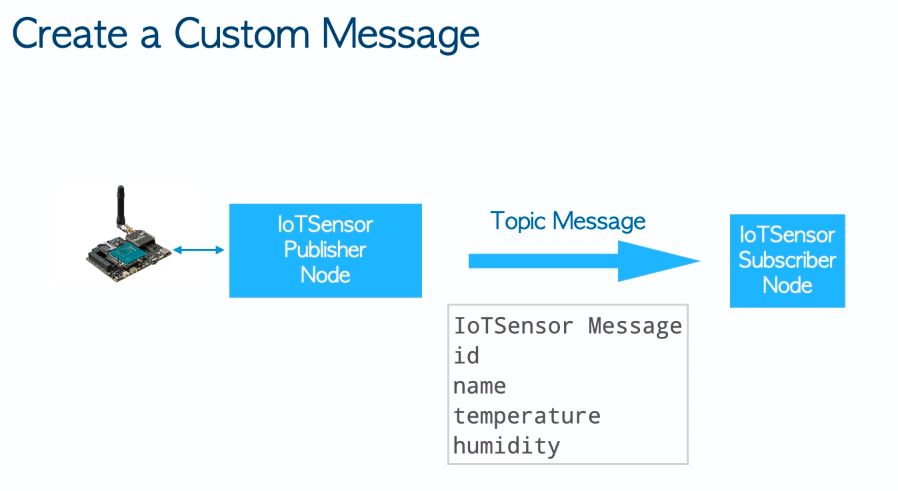 Create a Custom Message
IoTSensor
Publisher
Node
Topic Message
IoTSensor
Subscriber
Node
IoTSensor Message
id
name
temperature
humidity